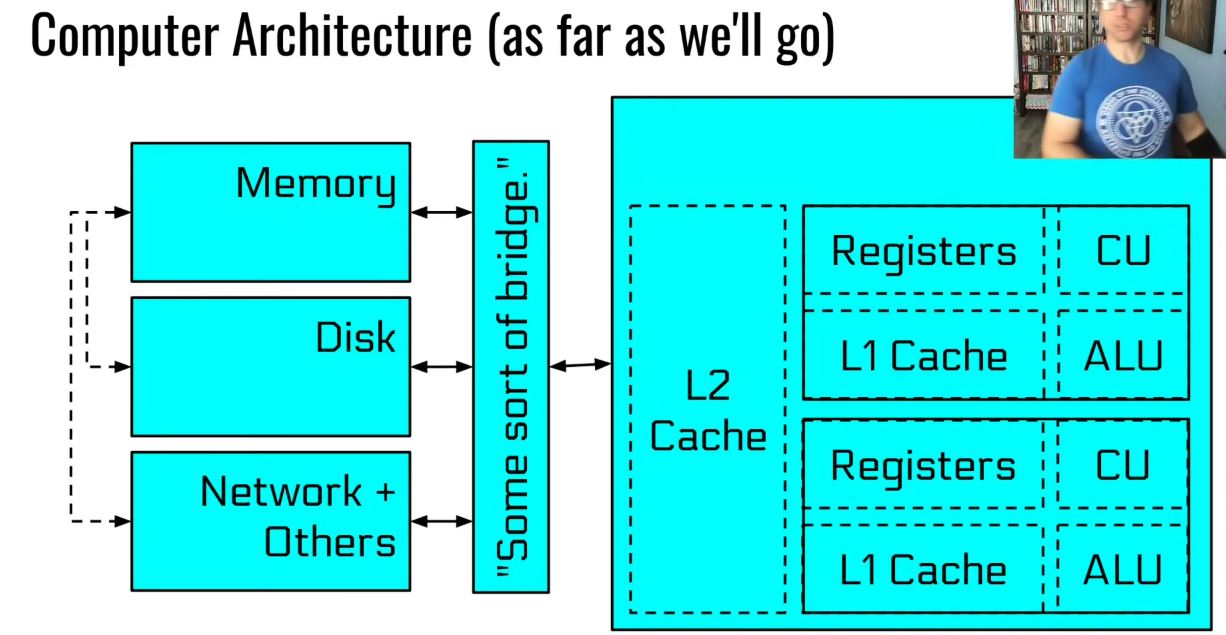 Computer Architecture (as far as we'll go)
Memory
Disk
Network +
Others
"Some sort of bridge."
L2
Cache
Registers
CU
L1 Cache
ALU
Registers
CU
L1 Cache
ALU